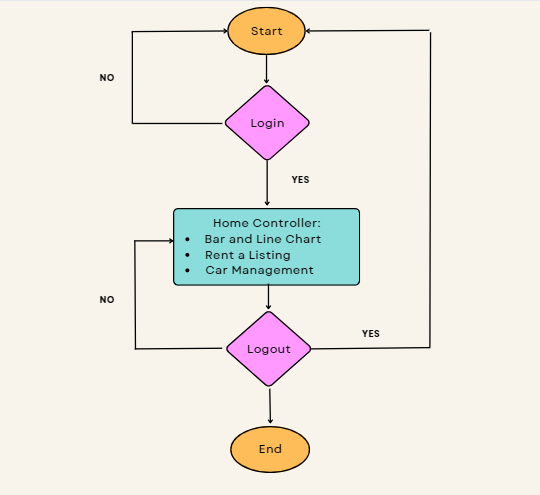 Start
NO
Login
YES
Home Controller:
• Bar and Line Chart
• Rent a Listing
• Car Management
NO
YES
Logout
End